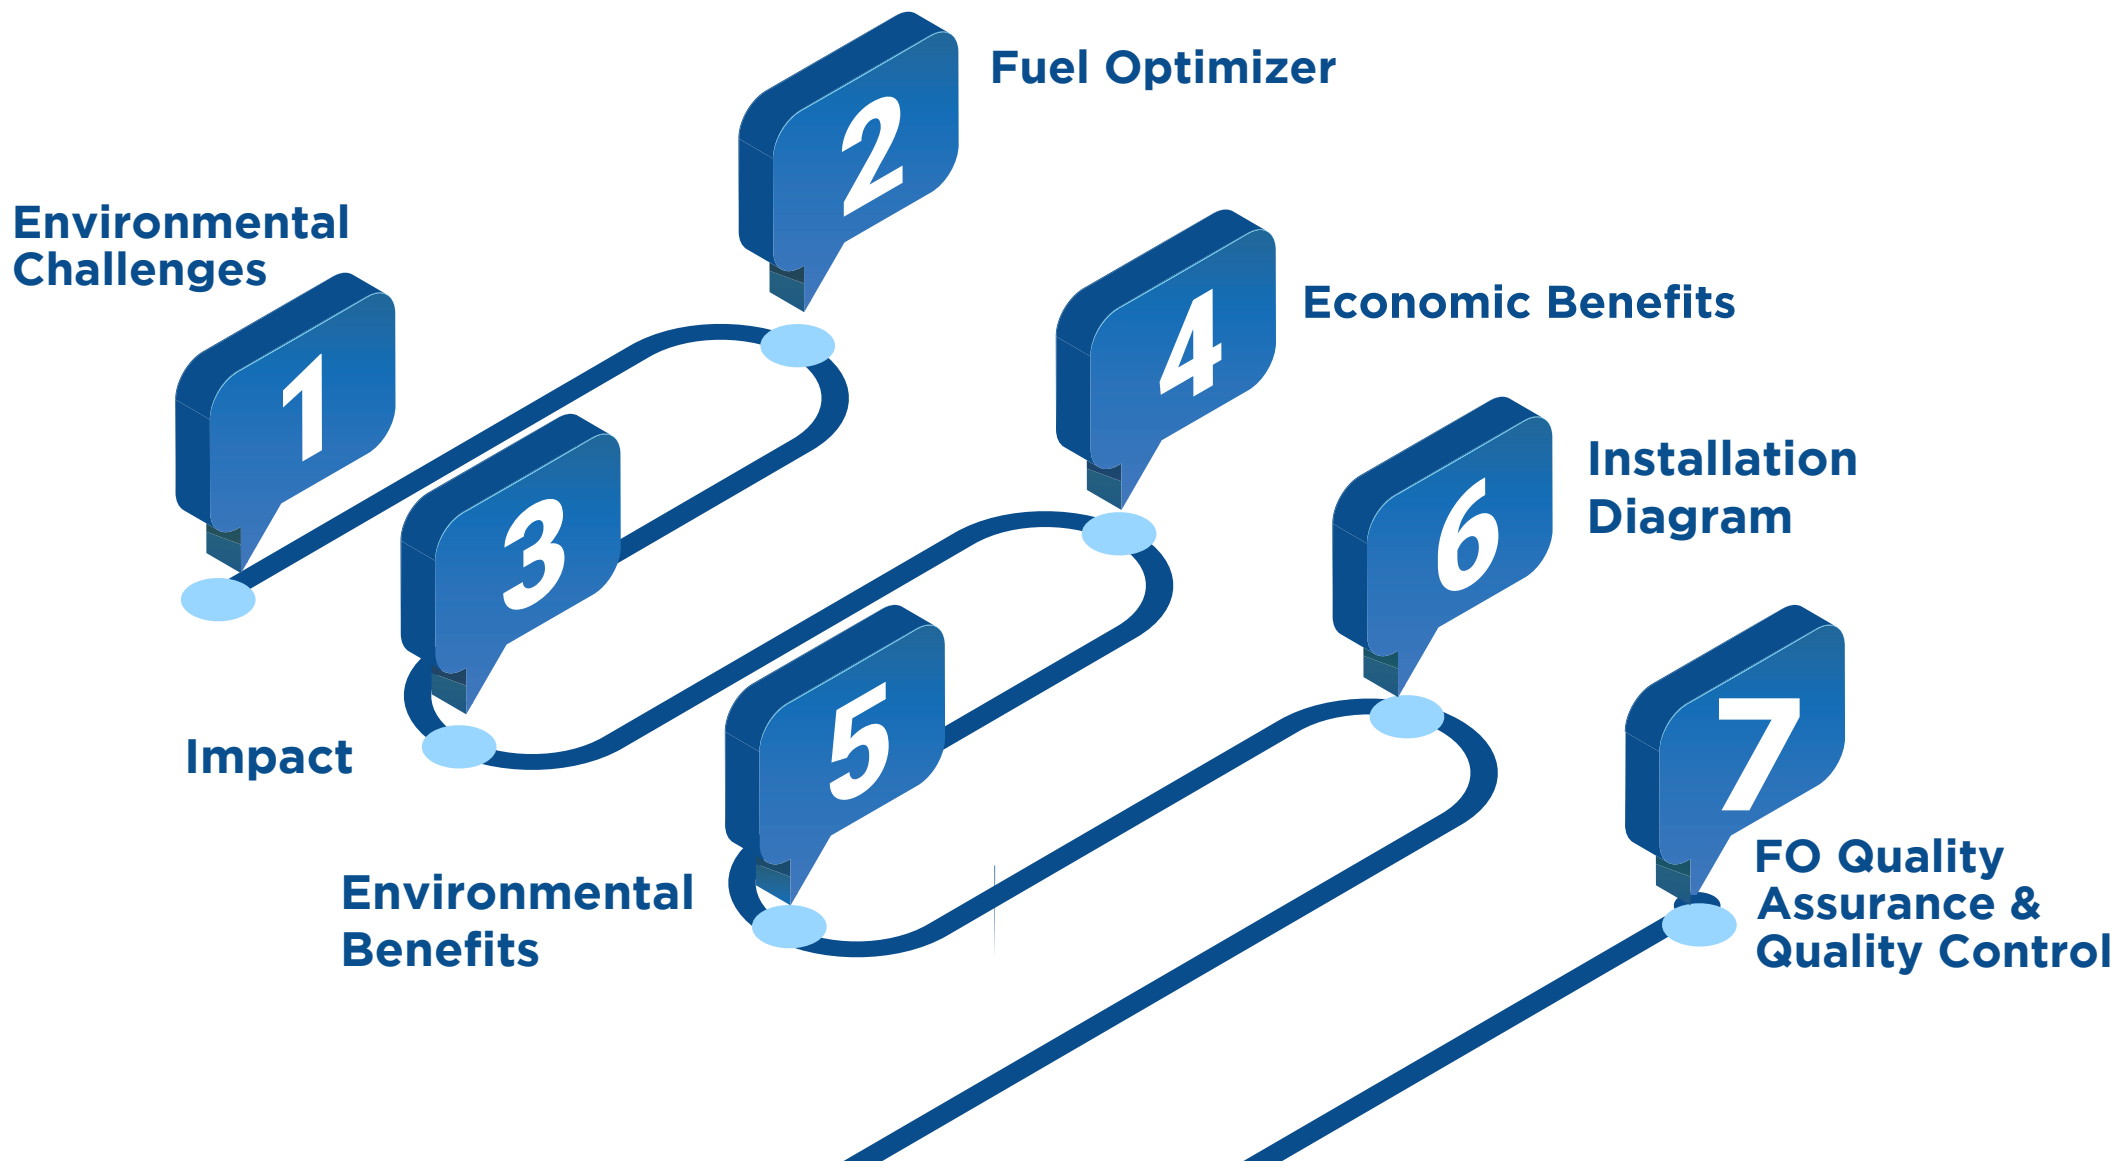 1
Environmental
Challenges
2
Fuel Optimizer
3
Impact
4
Economic Benefits
5
Environmental
Benefits
6
Installation
Diagram
7
FO Quality
Assurance &
Quality Control